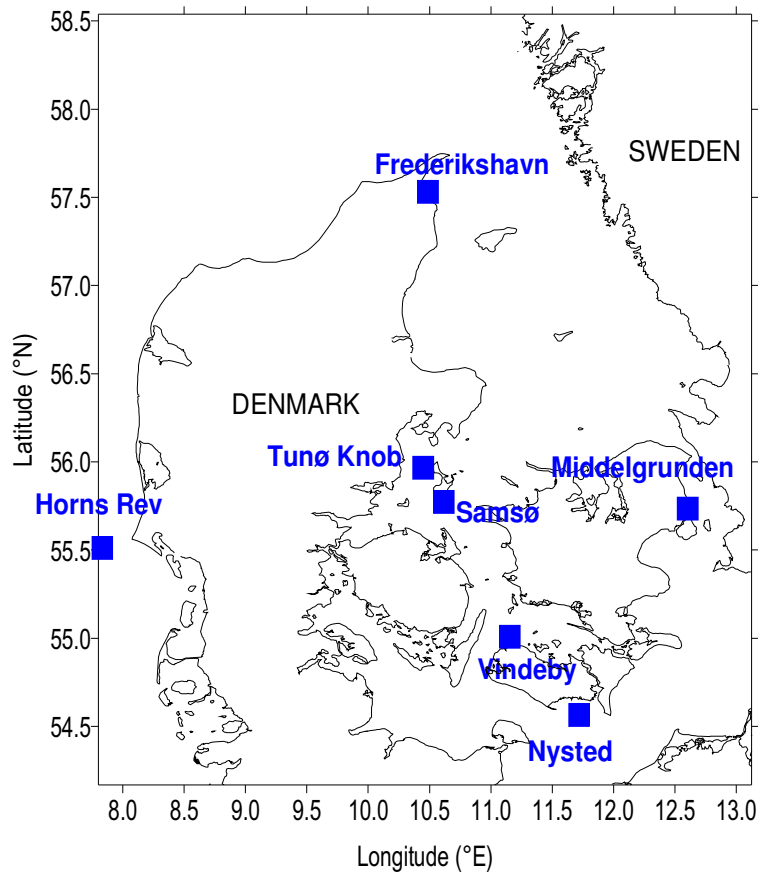 58.5
58.0
57.5
57.0
56.5
56.0
55.5
55.0
54.5
Latitude (°N)
SWEDEN
Frederikshavn
DENMARK
Tunø Knob
Middelgrunden
Horns Rev
Samsø
Vindeby
Nysted
8.0 8.5 9.0 9.5 10.0 10.5 11.0 11.5 12.0 12.5 13.0
Longitude (°E)